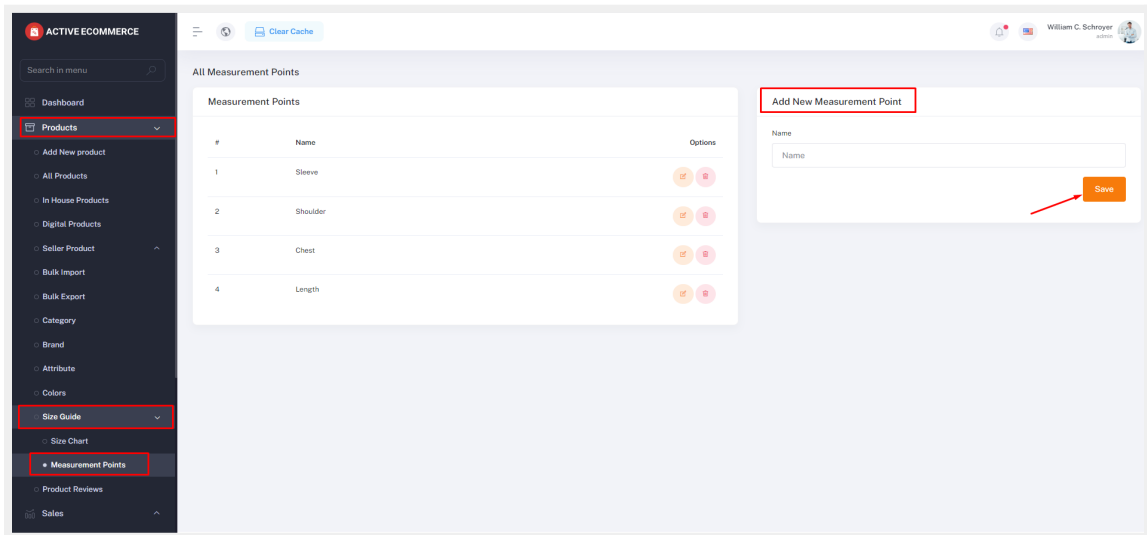 ACTIVE ECOMMERCE
Search in menu
Dashboard
Products
Add New product
All Products
In House Products
Digital Products
Seller Product
Bulk Import
Bulk Export
Category
Brand
Attribute
Colors
Size Guide
Size Chart
Measurement Points
Product Reviews
Sales
Clear Cache
William C. Schroyer
admin
All Measurement Points
Measurement Points
# Name Options
1 Sleeve
2 Shoulder
3 Chest
4 Length
Add New Measurement Point
Name
Name
Save